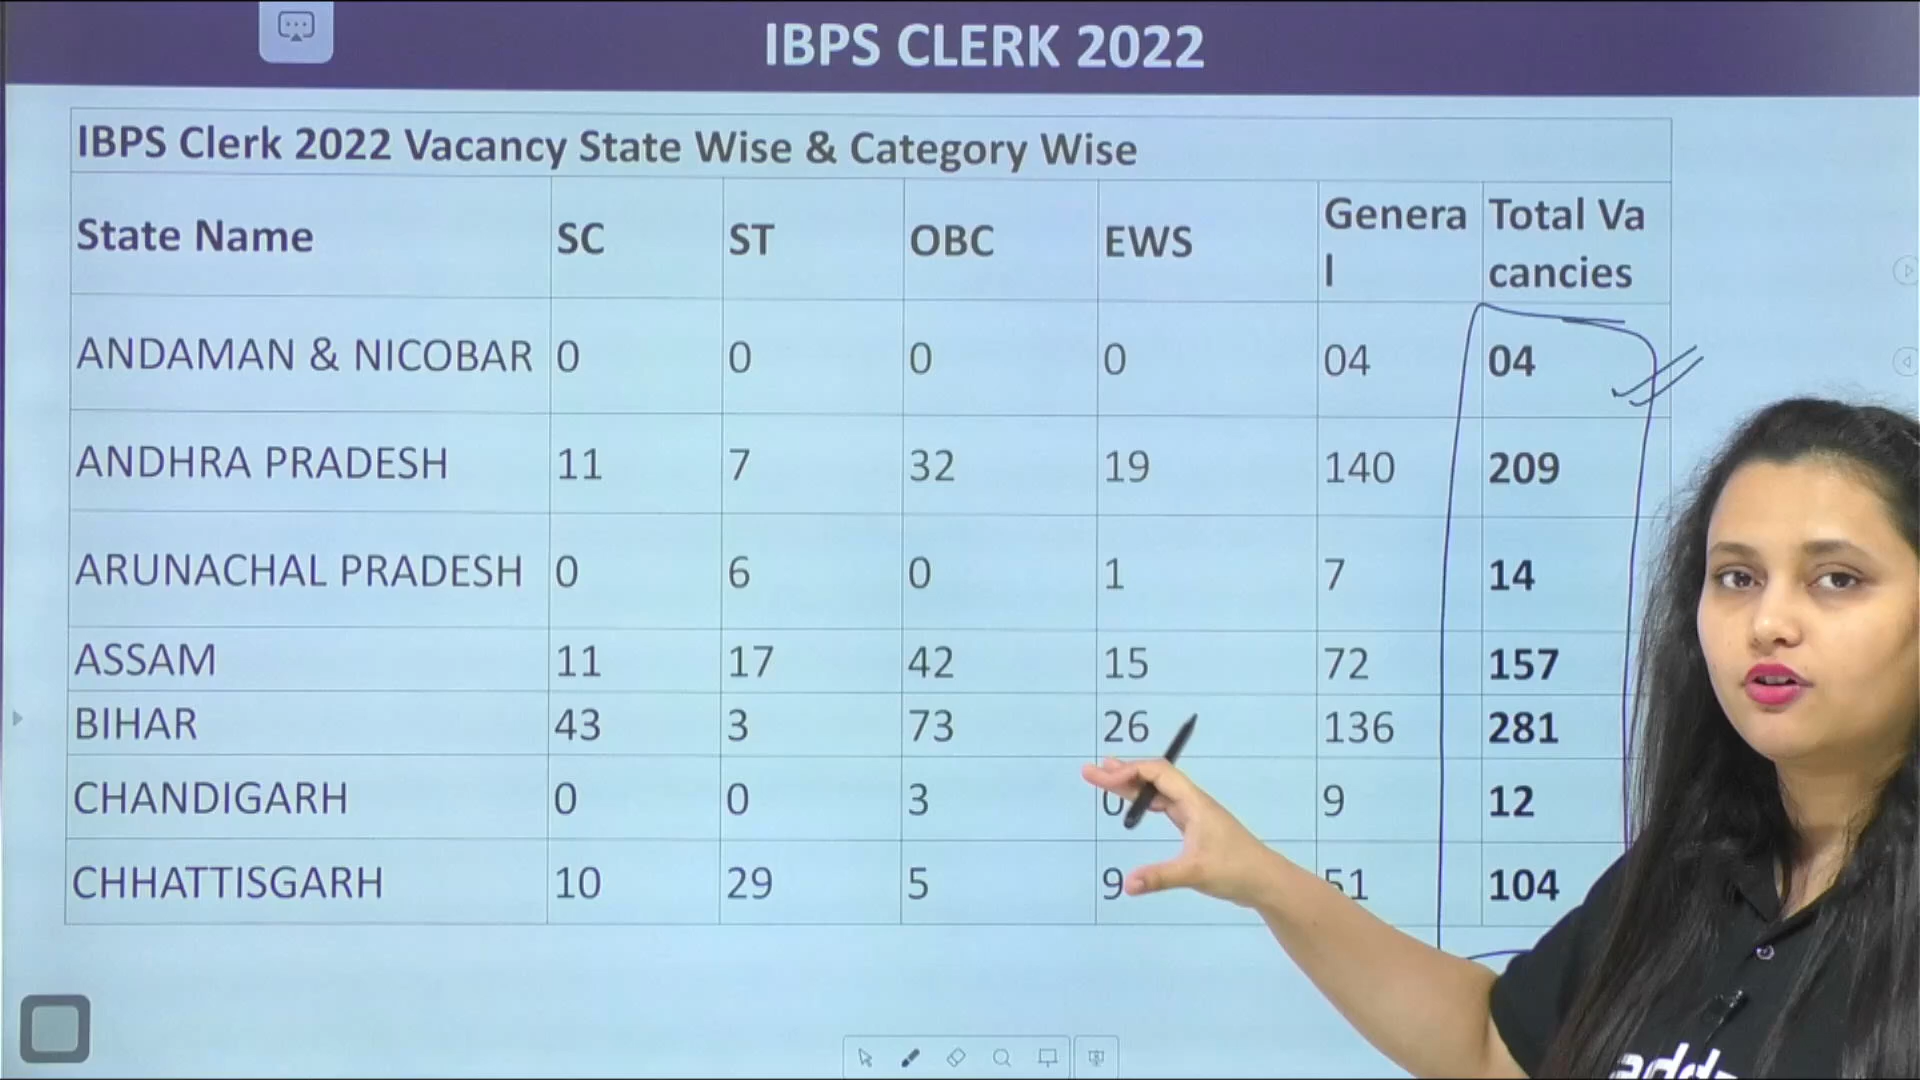 IBPS CLERK 2022
IBPS Clerk 2022 Vacancy State Wise & Category Wise
State Name SC ST OBC EWS Genera
l Total Va
cancies
ANDAMAN & NICOBAR 0 0 0 0 04 04
ANDHRA PRADESH 11 7 32 19 140 209
ARUNACHAL PRADESH 0 6 0 1 7 14
ASSAM 11 17 42 15 72 157
BIHAR 43 3 73 26 136 281
CHANDIGARH 0 0 3 0 9 12
CHHATTISGARH 10 29 5 9 51 104